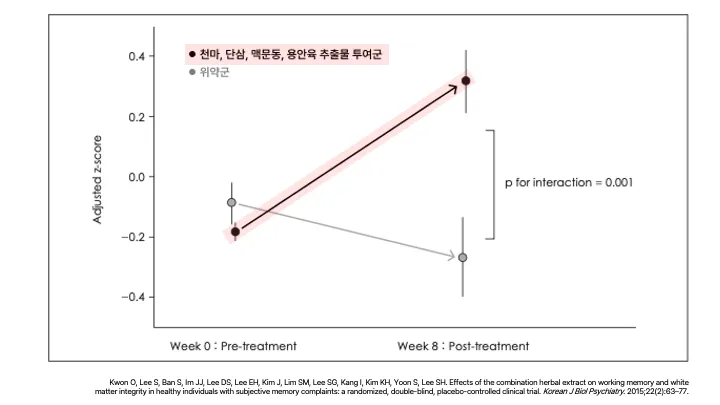 천마, 단삼, 맥문동, 용안육 추출물 투여군
위약군
0.4
0.2
0.0
−0.2
−0.4
Adjusted z-score
p for interaction = 0.001
Week 0 : Pre-treatment
Week 8 : Post-treatment
Kwon O, Lee S, Ban S, Im JJ, Lee DS, Lee EH, Kim J, Lim SM, Lee SG, Kang I, Kim KH, Yoon S, Lee SH. Effects of the combination herbal extract on working memory and white
matter integrity in healthy individuals with subjective memory complaints: a randomized, double-blind, placebo-controlled clinical trial. Korean J Biol Psychiatry. 2015;22(2):63–77.